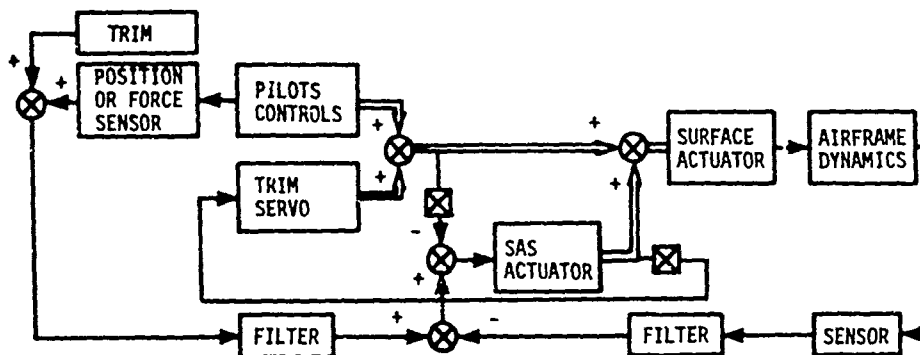 TRIM
+
+
POSITION
OR FORCE
SENSOR
PILOTS
CONTROLS
+
+
SURFACE
ACTUATOR
AIRFRAME
DYNAMICS
TRIM
SERVO
+
+
-
SAS
ACTUATOR
+
FILTER
+
-
FILTER
SENSOR